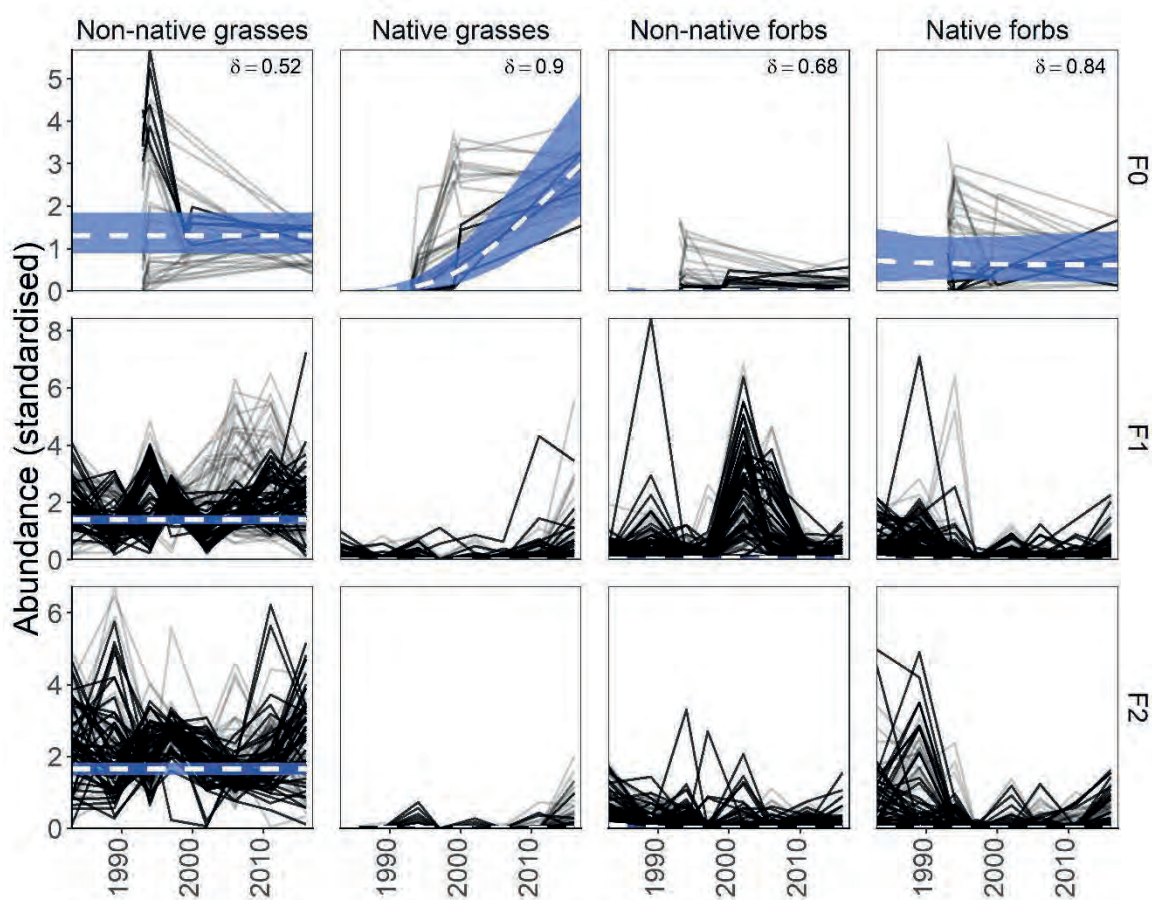 Non-native grasses
Native grasses
Non-native forbs
Native forbs
δ = 0.52
δ = 0.9
δ = 0.68
δ = 0.84
5
4
3
2
1
0
F0
Abundance (standardised)
8
6
4
2
0
F1
6
4
2
0
F2
1990
2000
2010
1990
2000
2010
1990
2000
2010
1990
2000
2010